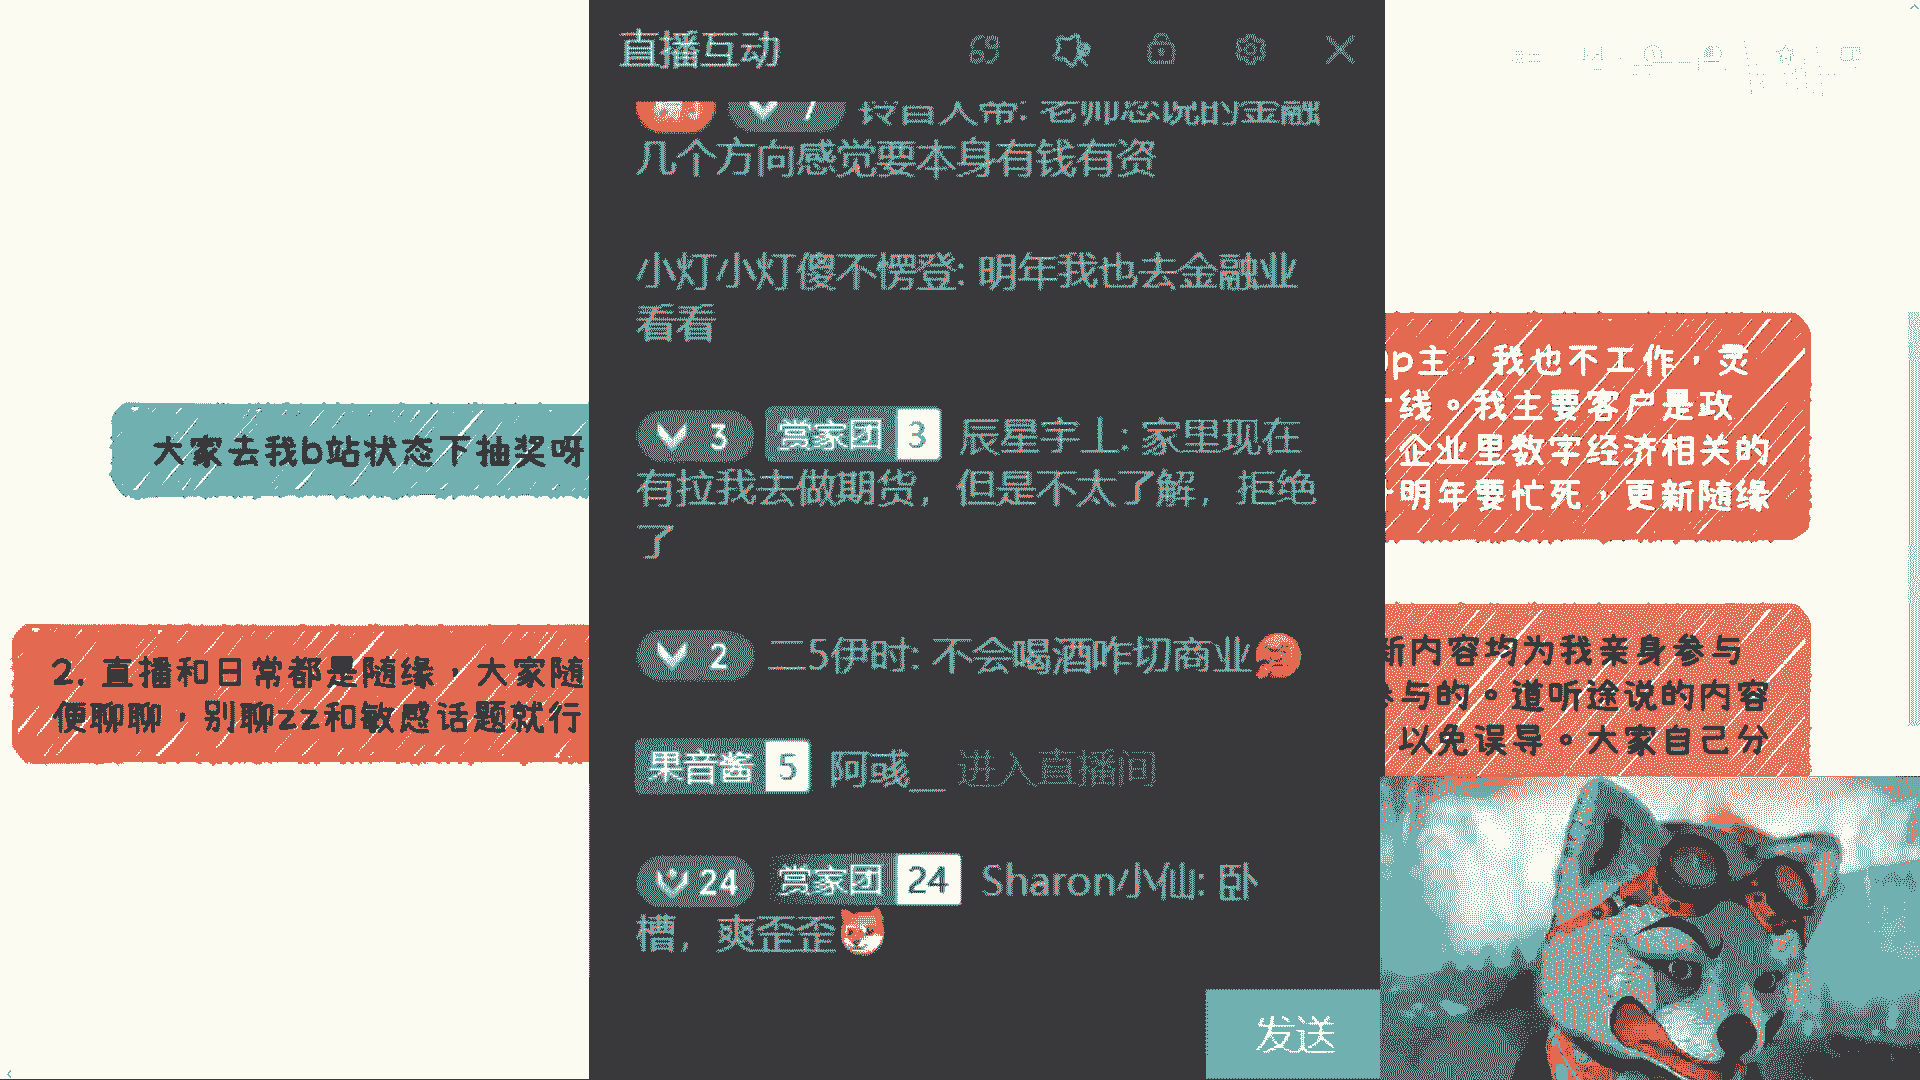 直播互动
7 铃音人帝: 老师您说的金融
几个方向感觉要本身有钱有资
小灯小灯傻不愣登: 明年我也去金融业
看看
3 赏家团 3 辰星宇上: 家里现在
有拉我去做期货，但是不太了解，拒绝
了
2 二5伊时: 不会喝酒咋切商业
果音酱 5 阿彧__ 进入直播间
24 赏家团 24 Sharon小仙: 卧
槽，爽歪歪
发送
大家去我b站状态下抽奖呀
2. 直播和日常都是随缘，大家随
便聊聊，别聊zz和敏感话题就行
p主，我也不工作，灵
线。我主要客户是政
企业里数字经济相关的
明年要忙死，更新随缘
新内容均为我亲身参与
参与的。道听途说的内容
以免误导。大家自己分